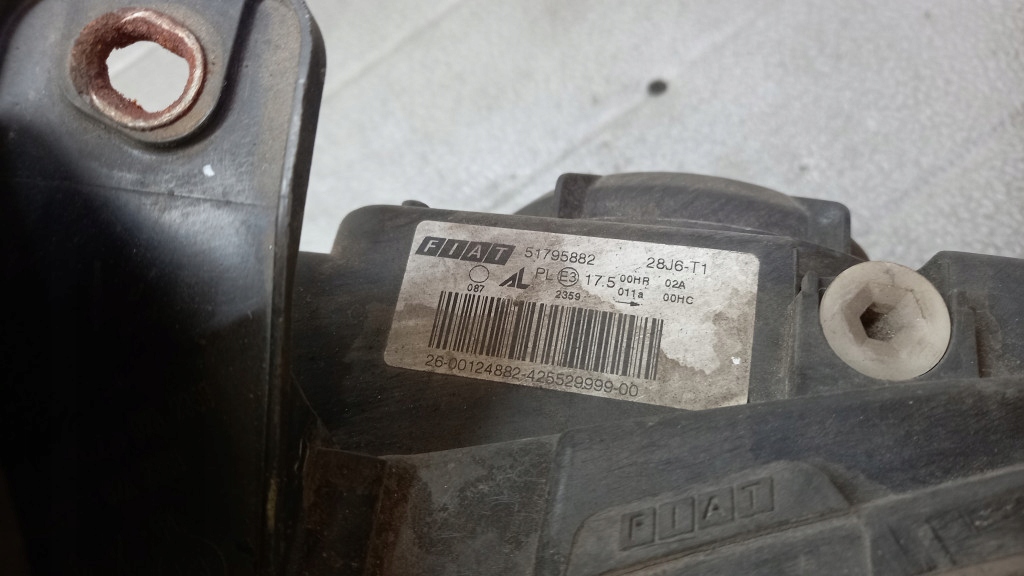 FIAT 51795882 28J6-T1
AL PL E3 17.5 00HR 02A
087 2359 011a 00HC
26-00124882-425529999-00
FIAT